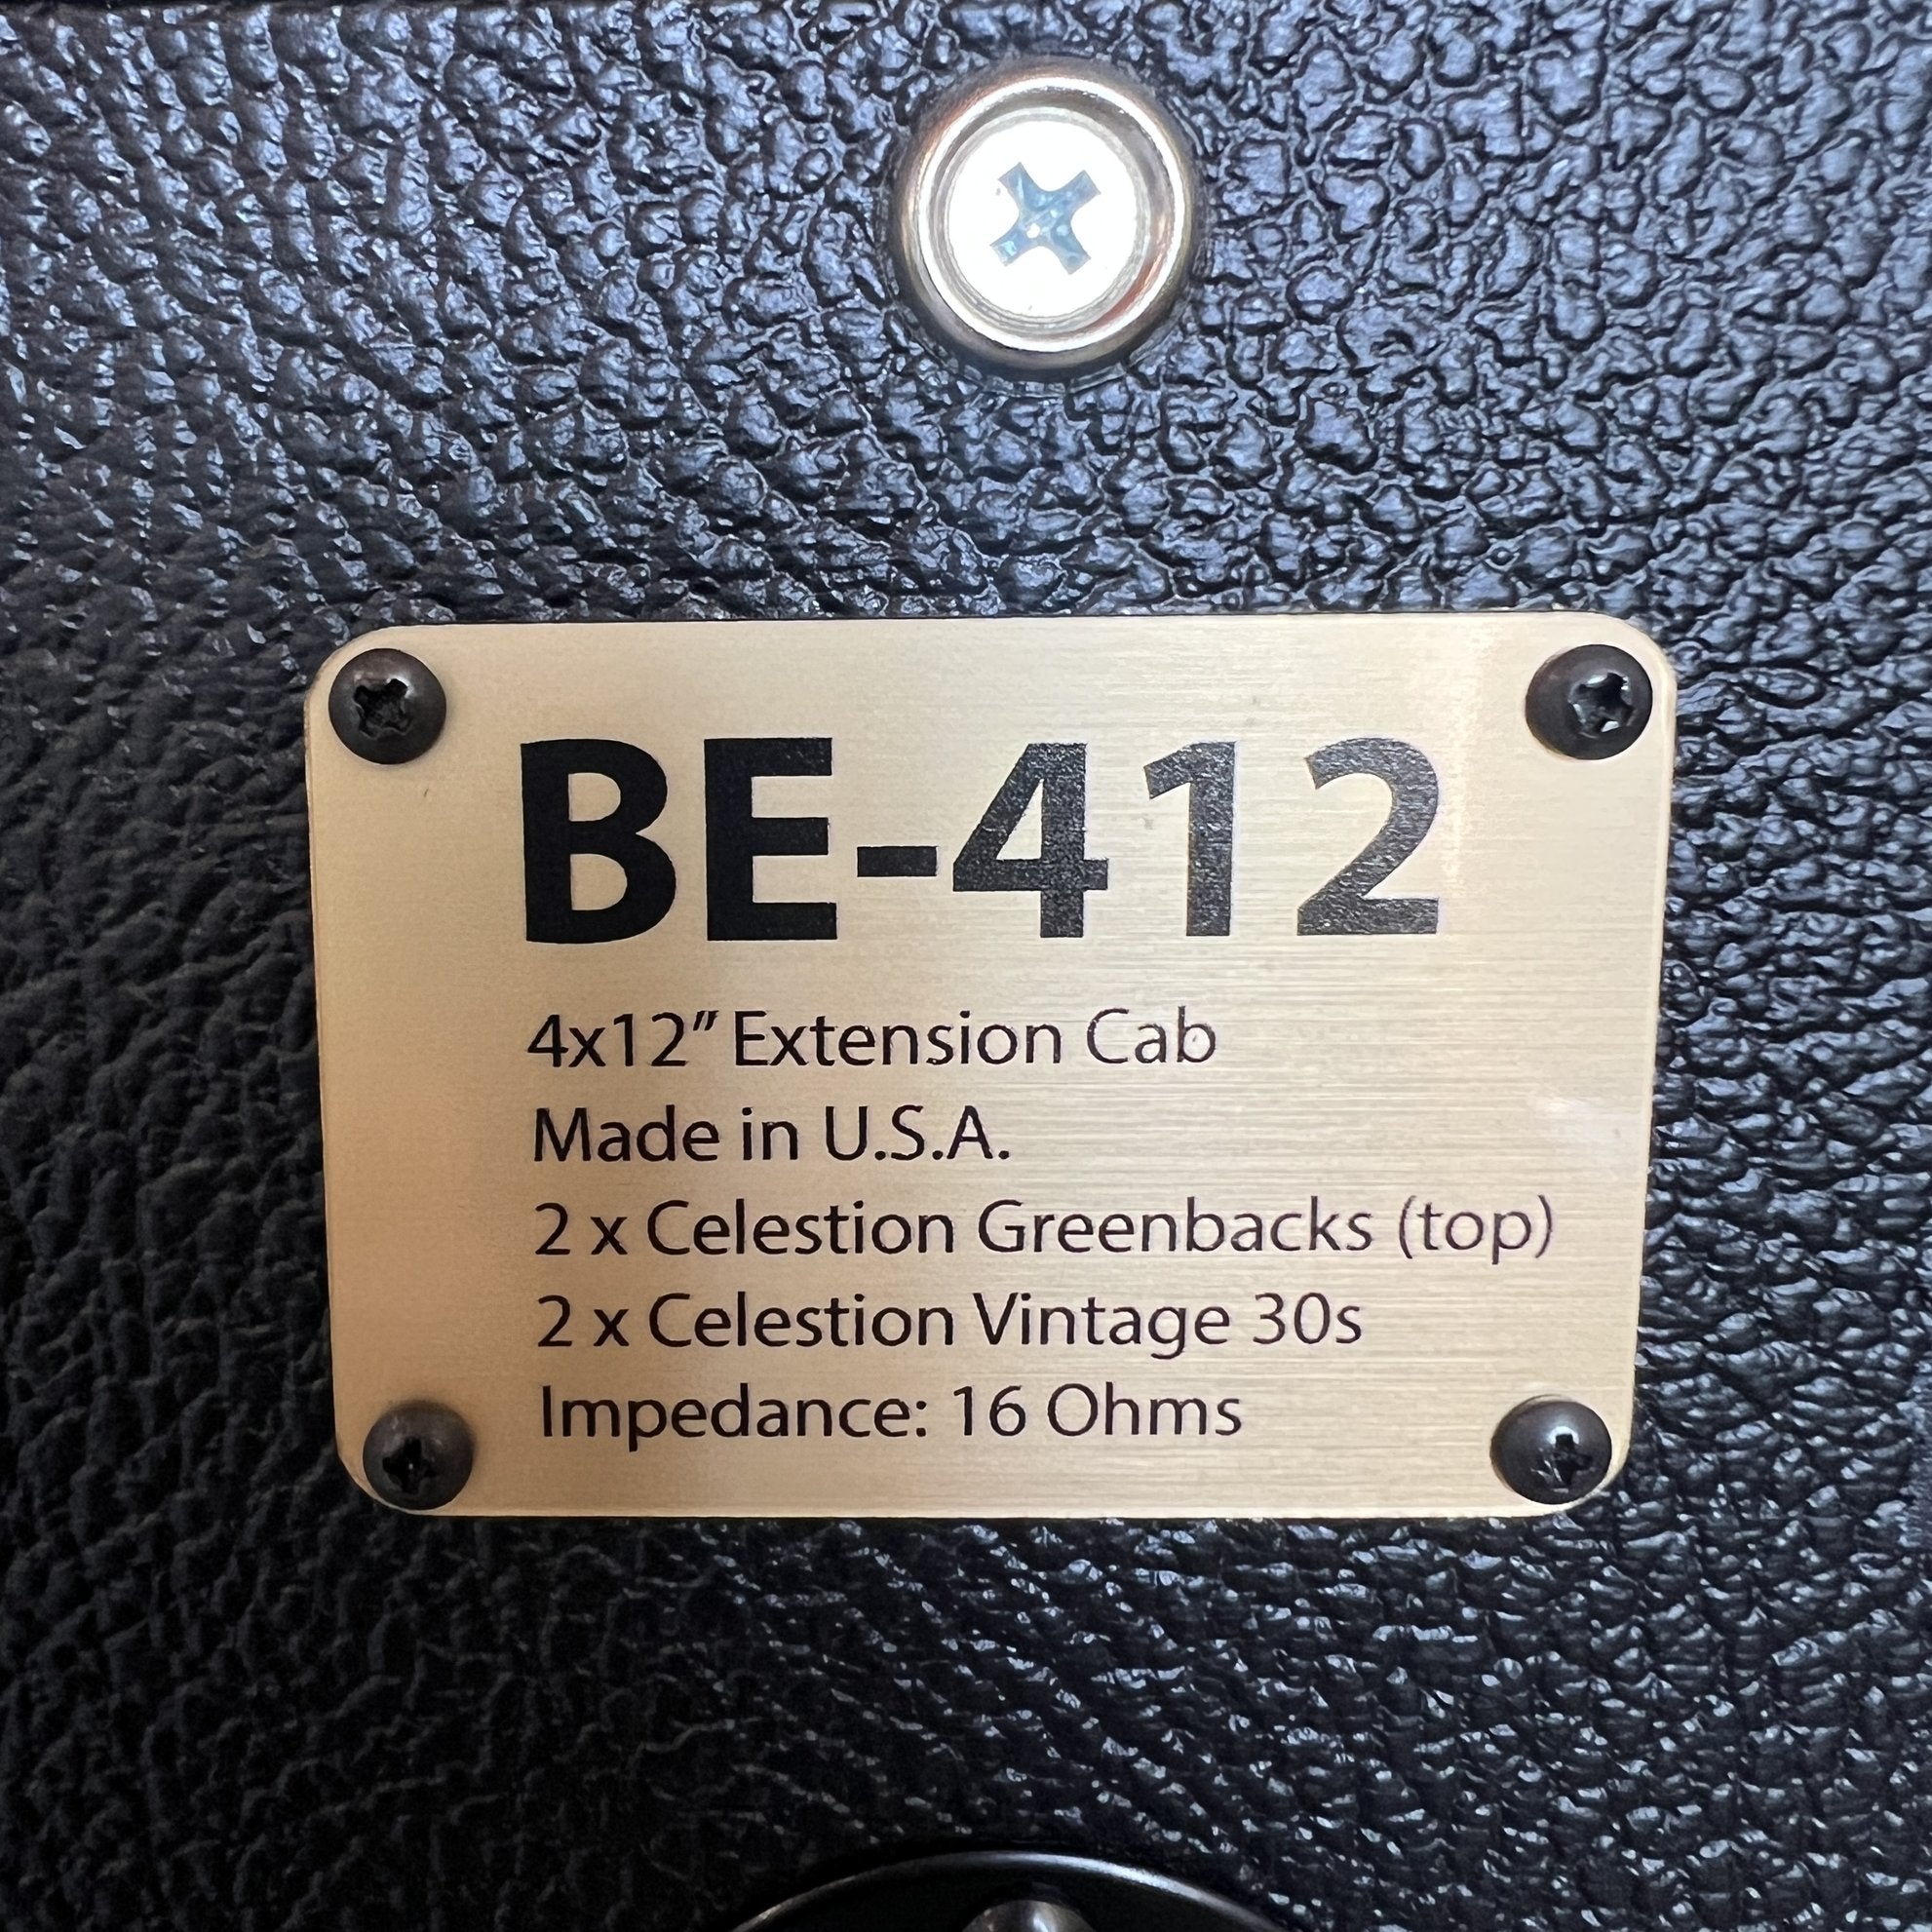 BE-412
4x12" Extension Cab
Made in U.S.A.
2 x Celestion Greenbacks (top)
2 x Celestion Vintage 30s
Impedance: 16 Ohms